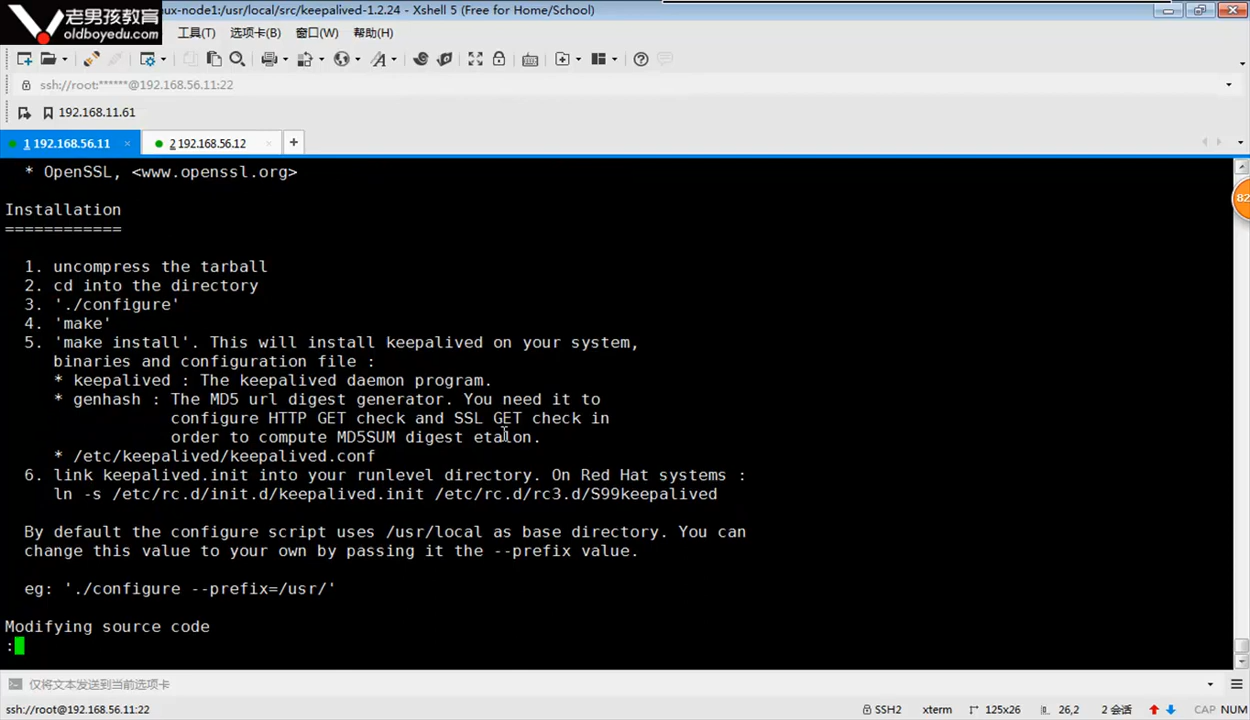 老男孩教育
oldboyedu.com
ux-node1:/usr/local/src/keepalived-1.2.24 - Xshell 5 (Free for Home/School)
工具(T) 选项卡(B) 窗口(W) 帮助(H)
ssh://root:******@192.168.56.11:22
192.168.11.61
1 192.168.56.11 × 2 192.168.56.12 × +
* OpenSSL, <www.openssl.org>
Installation
============
1. uncompress the tarball
2. cd into the directory
3. './configure'
4. 'make'
5. 'make install'. This will install keepalived on your system,
binaries and configuration file :
* keepalived : The keepalived daemon program.
* genhash : The MD5 url digest generator. You need it to
configure HTTP GET check and SSL GET check in
order to compute MD5SUM digest etalon.
* /etc/keepalived/keepalived.conf
6. link keepalived.init into your runlevel directory. On Red Hat systems :
ln -s /etc/rc.d/init.d/keepalived.init /etc/rc.d/rc3.d/S99keepalived
By default the configure script uses /usr/local as base directory. You can
change this value to your own by passing it the --prefix value.
eg: './configure --prefix=/usr/'
Modifying source code
:
仅将文本发送到当前选项卡
ssh://root@192.168.56.11:22 SSH2 xterm 125x26 26,2 2 会话 CAP NUM
82